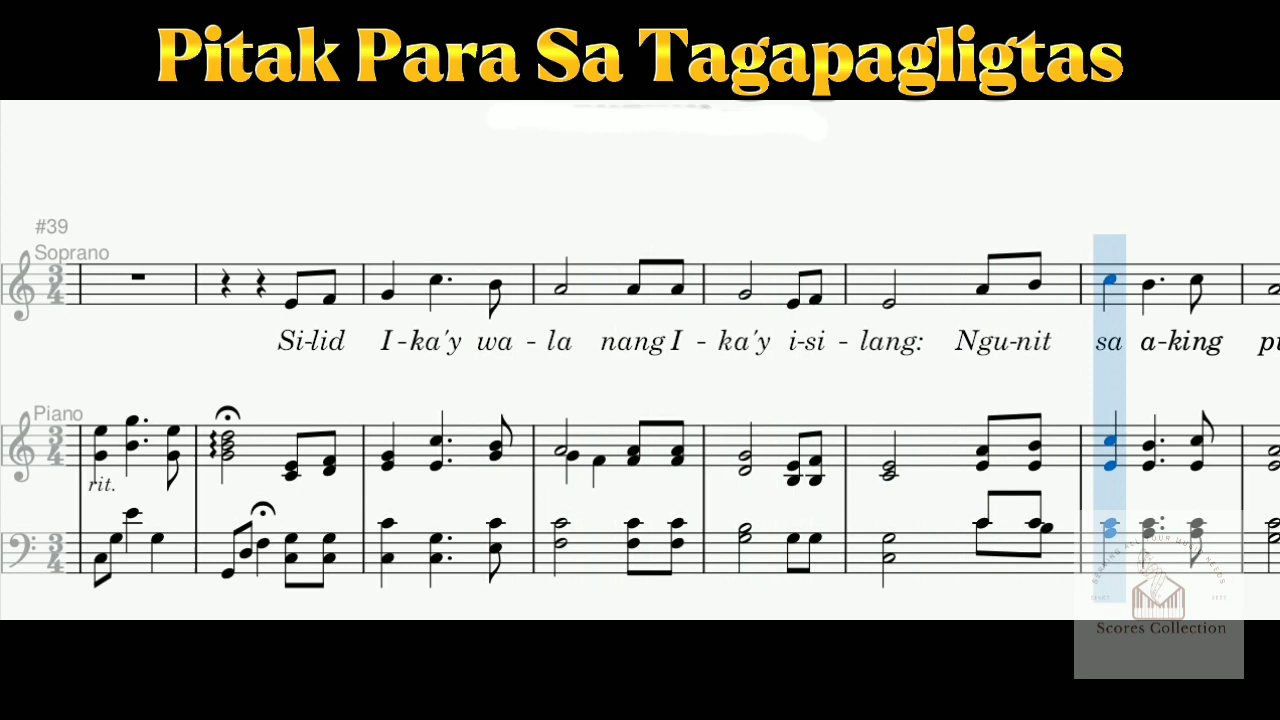 Pitak Para Sa Tagapagligtas
#39
Soprano
Si-lid I-ka'y wa - la nang I - ka'y i-si - lang: Ngu-nit sa a-king
Piano
rit.
Scores Collection